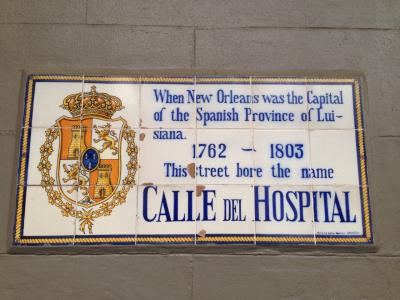 When New Orleans was the Capital
of the Spanish Province of Lui-
siana.
1762 — 1803
This street bore the name
CALLE DEL HOSPITAL